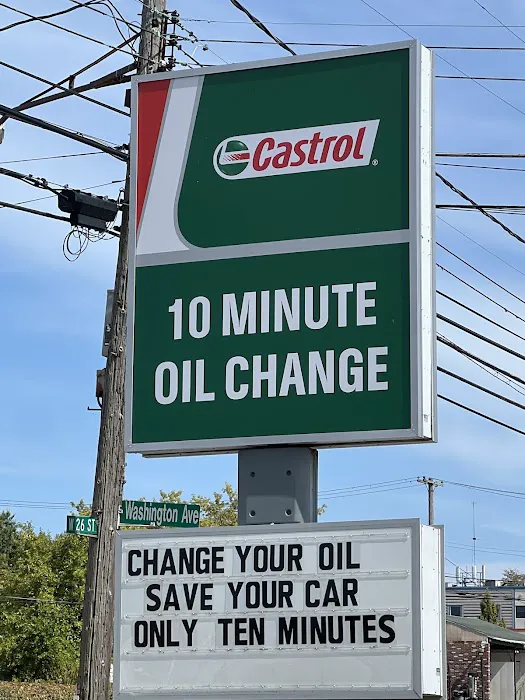 Castrol
10 MINUTE
OIL CHANGE
Washington Ave
W 26 ST
CHANGE YOUR OIL
SAVE YOUR CAR
ONLY TEN MINUTES